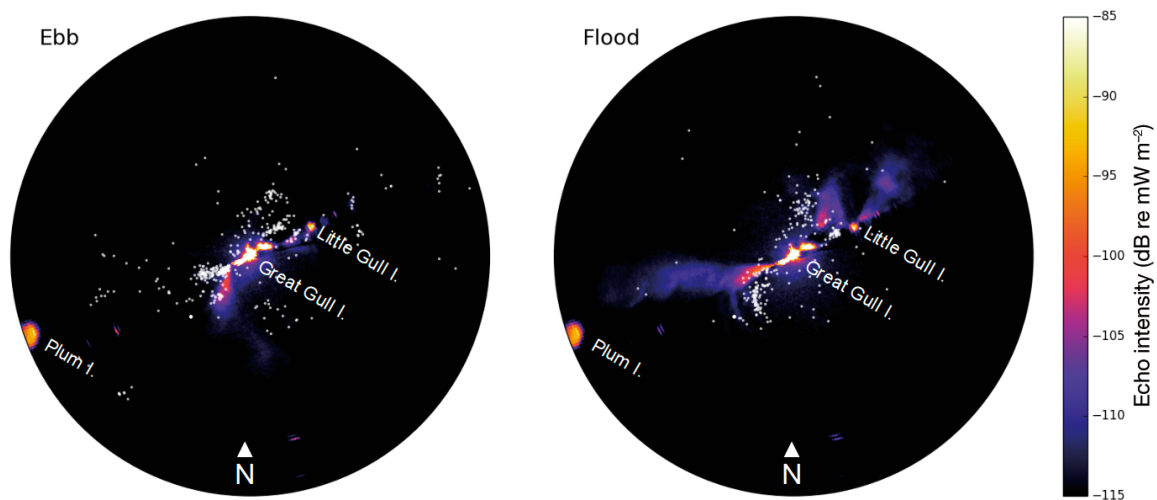 Ebb
Little Gull I.
Great Gull I.
Plum I.
N
Flood
Little Gull I.
Great Gull I.
Plum I.
N
−85
−90
−95
−100
−105
−110
−115
Echo intensity (dB re mW m−2)